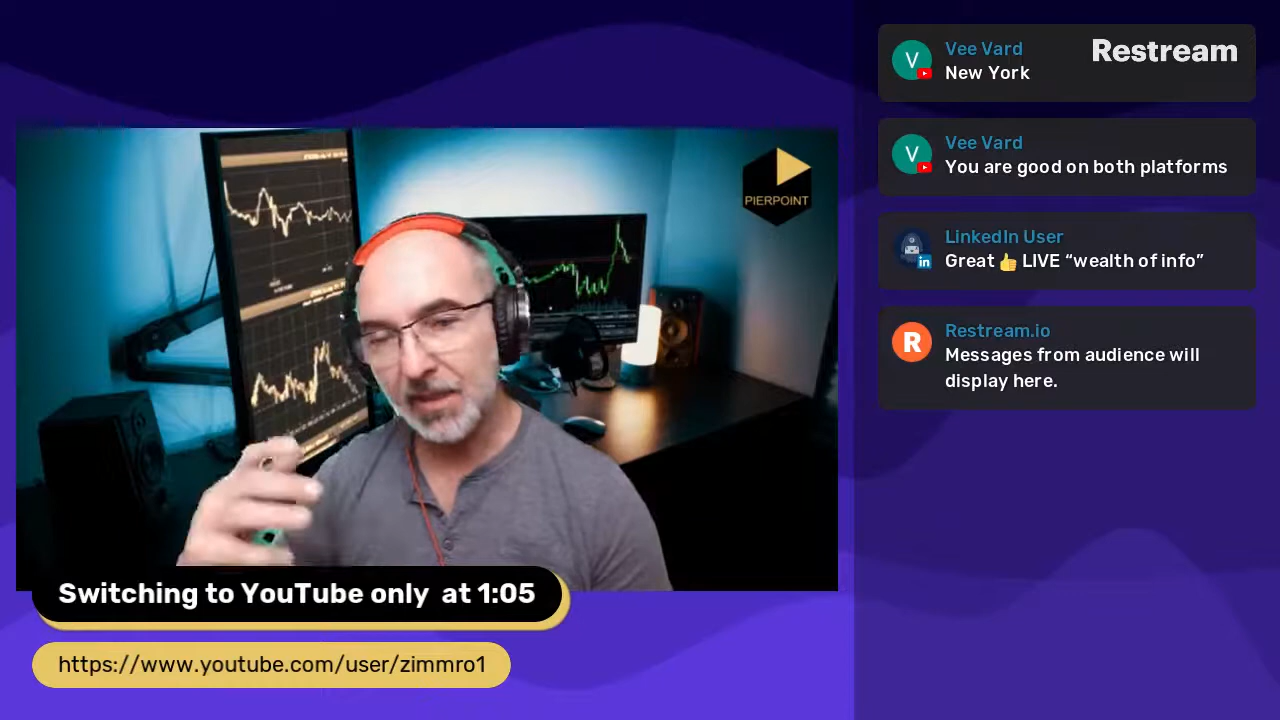 Vee Vard
Restream
New York
Vee Vard
You are good on both platforms
LinkedIn User
Great 👍 LIVE “wealth of info”
Restream.io
Messages from audience will
display here.
PIERPOINT
Switching to YouTube only at 1:05
https://www.youtube.com/user/zimmro1